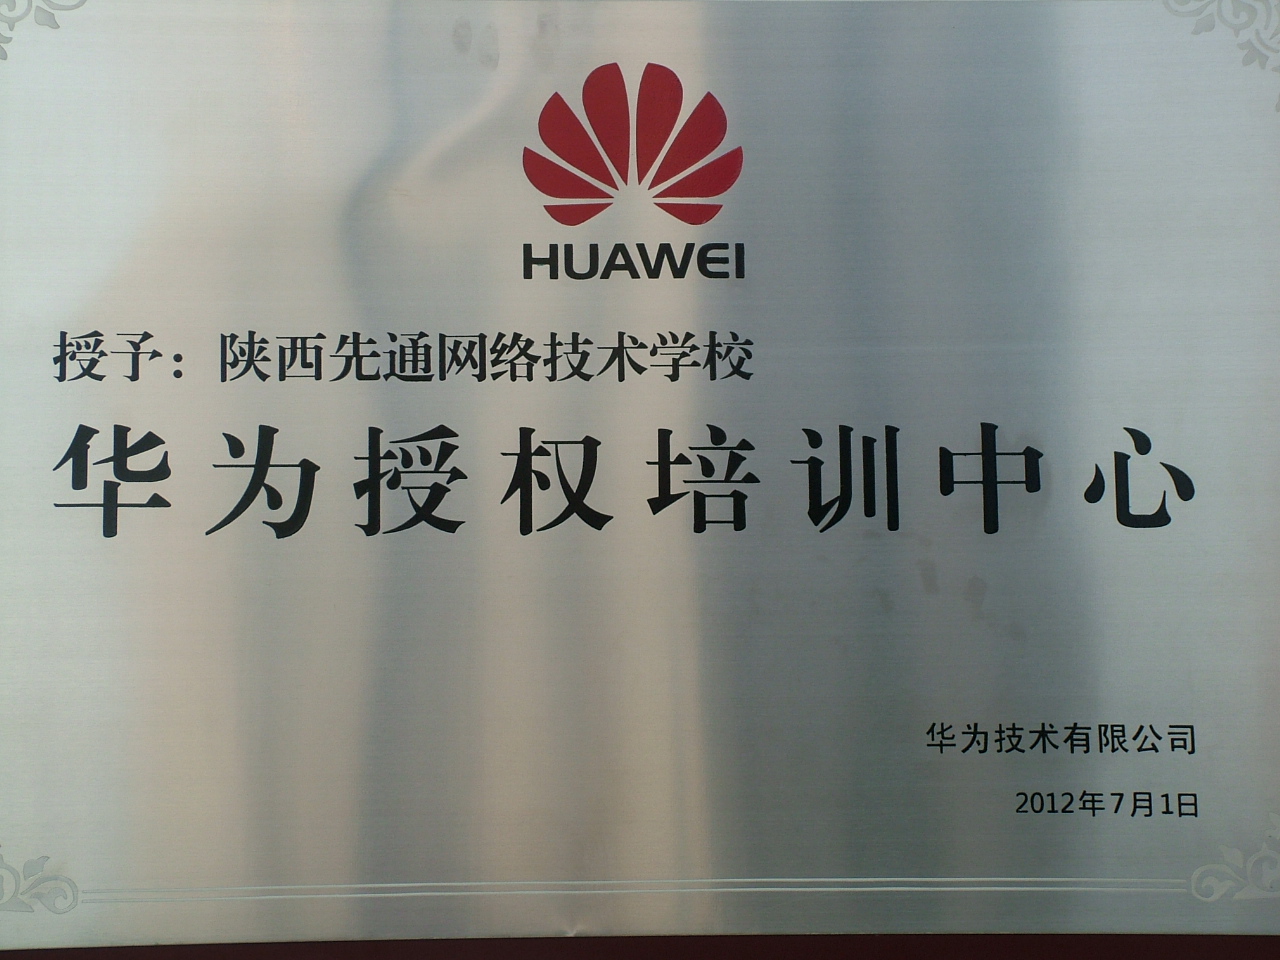 HUAWEI
授予：陕西先通网络技术学校
华为授权培训中心
华为技术有限公司
2012年7月1日